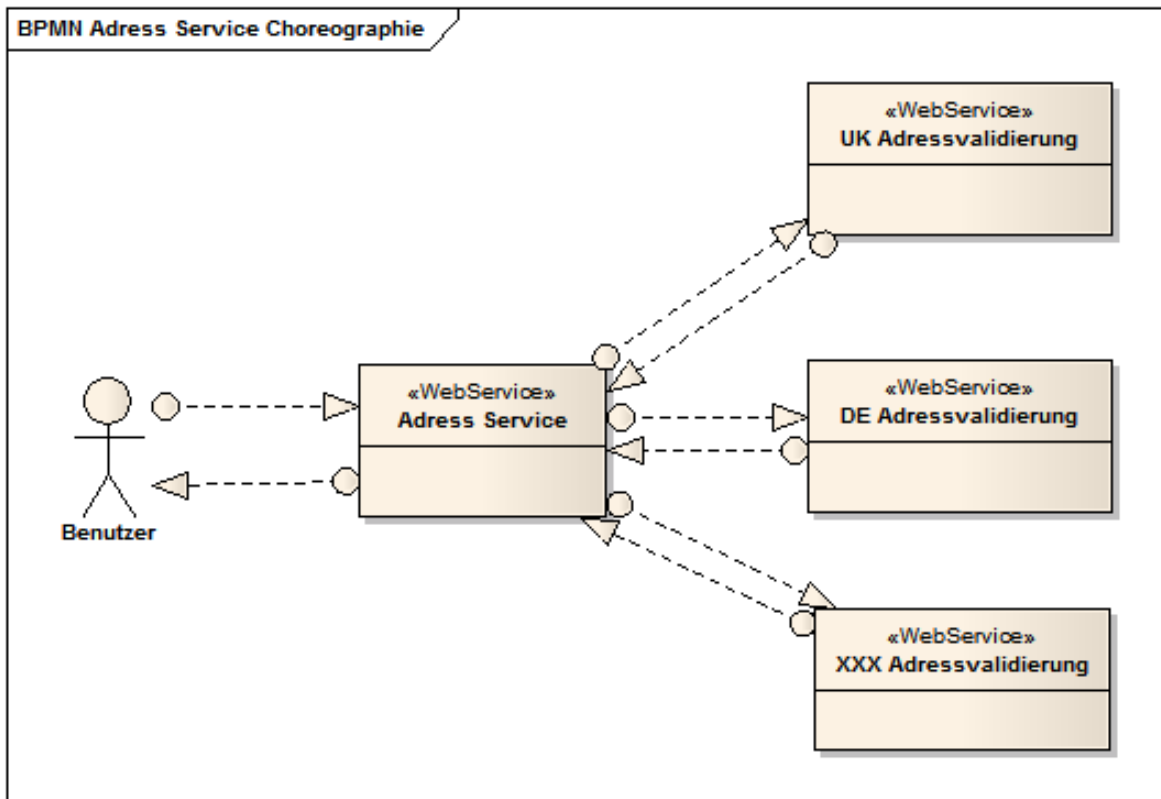 BPMN Adress Service Choreographie
«WebService»
UK Adressvalidierung
«WebService»
Adress Service
«WebService»
DE Adressvalidierung
Benutzer
«WebService»
XXX Adressvalidierung